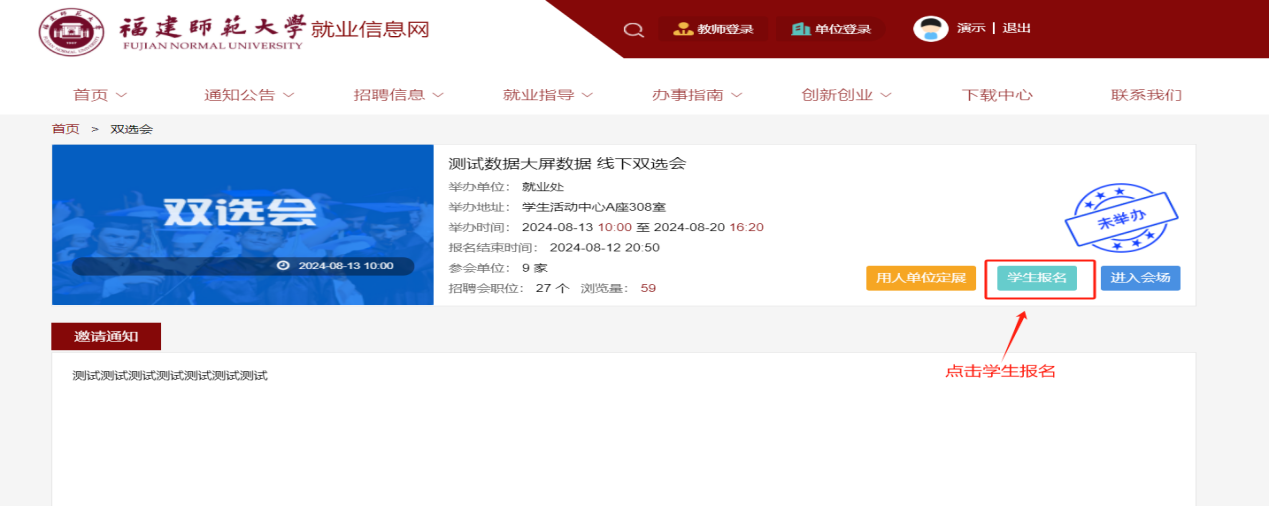 福建師範大學 就业信息网
FUJIAN NORMAL UNIVERSITY
教师登录 单位登录 演示 | 退出
首页 通知公告 招聘信息 就业指导 办事指南 创新创业 下载中心 联系我们
首页 > 双选会
双选会
2024-08-13 10:00
测试数据大屏数据 线下双选会
举办单位： 就业处
举办地址： 学生活动中心A座308室
举办时间： 2024-08-13 10:00 至 2024-08-20 16:20
报名结束时间： 2024-08-12 20:50
参会单位： 9 家
招聘会职位： 27 个 浏览量： 59
未举办
用人单位定展 学生报名 进入会场
点击学生报名
邀请通知
测试测试测试测试测试测试测试